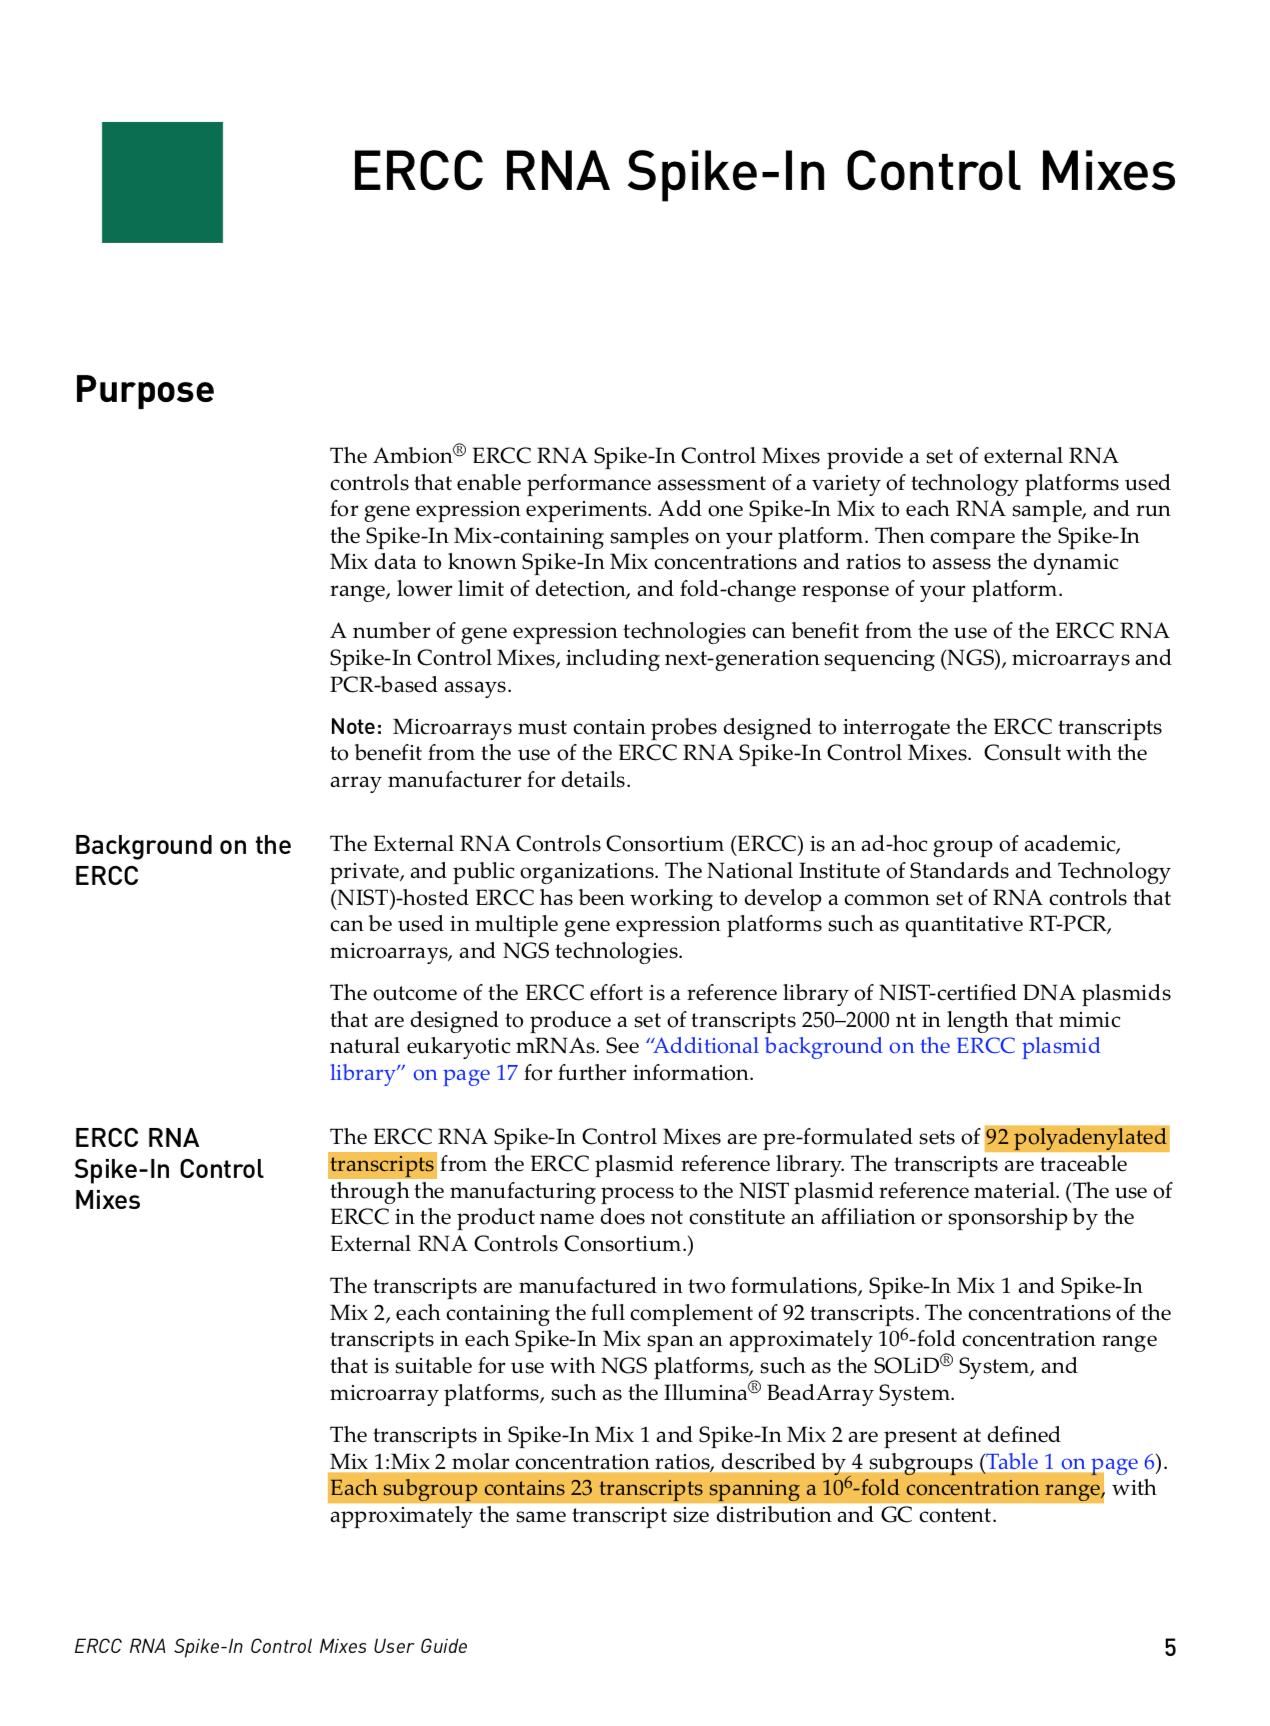 ERCC RNA Spike-In Control Mixes
Purpose
The Ambion® ERCC RNA Spike-In Control Mixes provide a set of external RNA
controls that enable performance assessment of a variety of technology platforms used
for gene expression experiments. Add one Spike-In Mix to each RNA sample, and run
the Spike-In Mix-containing samples on your platform. Then compare the Spike-In
Mix data to known Spike-In Mix concentrations and ratios to assess the dynamic
range, lower limit of detection, and fold-change response of your platform.
A number of gene expression technologies can benefit from the use of the ERCC RNA
Spike-In Control Mixes, including next-generation sequencing (NGS), microarrays and
PCR-based assays.
Note: Microarrays must contain probes designed to interrogate the ERCC transcripts
to benefit from the use of the ERCC RNA Spike-In Control Mixes. Consult with the
array manufacturer for details.
Background on the
ERCC
The External RNA Controls Consortium (ERCC) is an ad-hoc group of academic,
private, and public organizations. The National Institute of Standards and Technology
(NIST)-hosted ERCC has been working to develop a common set of RNA controls that
can be used in multiple gene expression platforms such as quantitative RT-PCR,
microarrays, and NGS technologies.
The outcome of the ERCC effort is a reference library of NIST-certified DNA plasmids
that are designed to produce a set of transcripts 250–2000 nt in length that mimic
natural eukaryotic mRNAs. See “Additional background on the ERCC plasmid
library” on page 17 for further information.
ERCC RNA
Spike-In Control
Mixes
The ERCC RNA Spike-In Control Mixes are pre-formulated sets of 92 polyadenylated
transcripts from the ERCC plasmid reference library. The transcripts are traceable
through the manufacturing process to the NIST plasmid reference material. (The use of
ERCC in the product name does not constitute an affiliation or sponsorship by the
External RNA Controls Consortium.)
The transcripts are manufactured in two formulations, Spike-In Mix 1 and Spike-In
Mix 2, each containing the full complement of 92 transcripts. The concentrations of the
transcripts in each Spike-In Mix span an approximately 10⁶-fold concentration range
that is suitable for use with NGS platforms, such as the SOLiD® System, and
microarray platforms, such as the Illumina® BeadArray System.
The transcripts in Spike-In Mix 1 and Spike-In Mix 2 are present at defined
Mix 1:Mix 2 molar concentration ratios, described by 4 subgroups (Table 1 on page 6).
Each subgroup contains 23 transcripts spanning a 10⁶-fold concentration range, with
approximately the same transcript size distribution and GC content.
ERCC RNA Spike-In Control Mixes User Guide
5